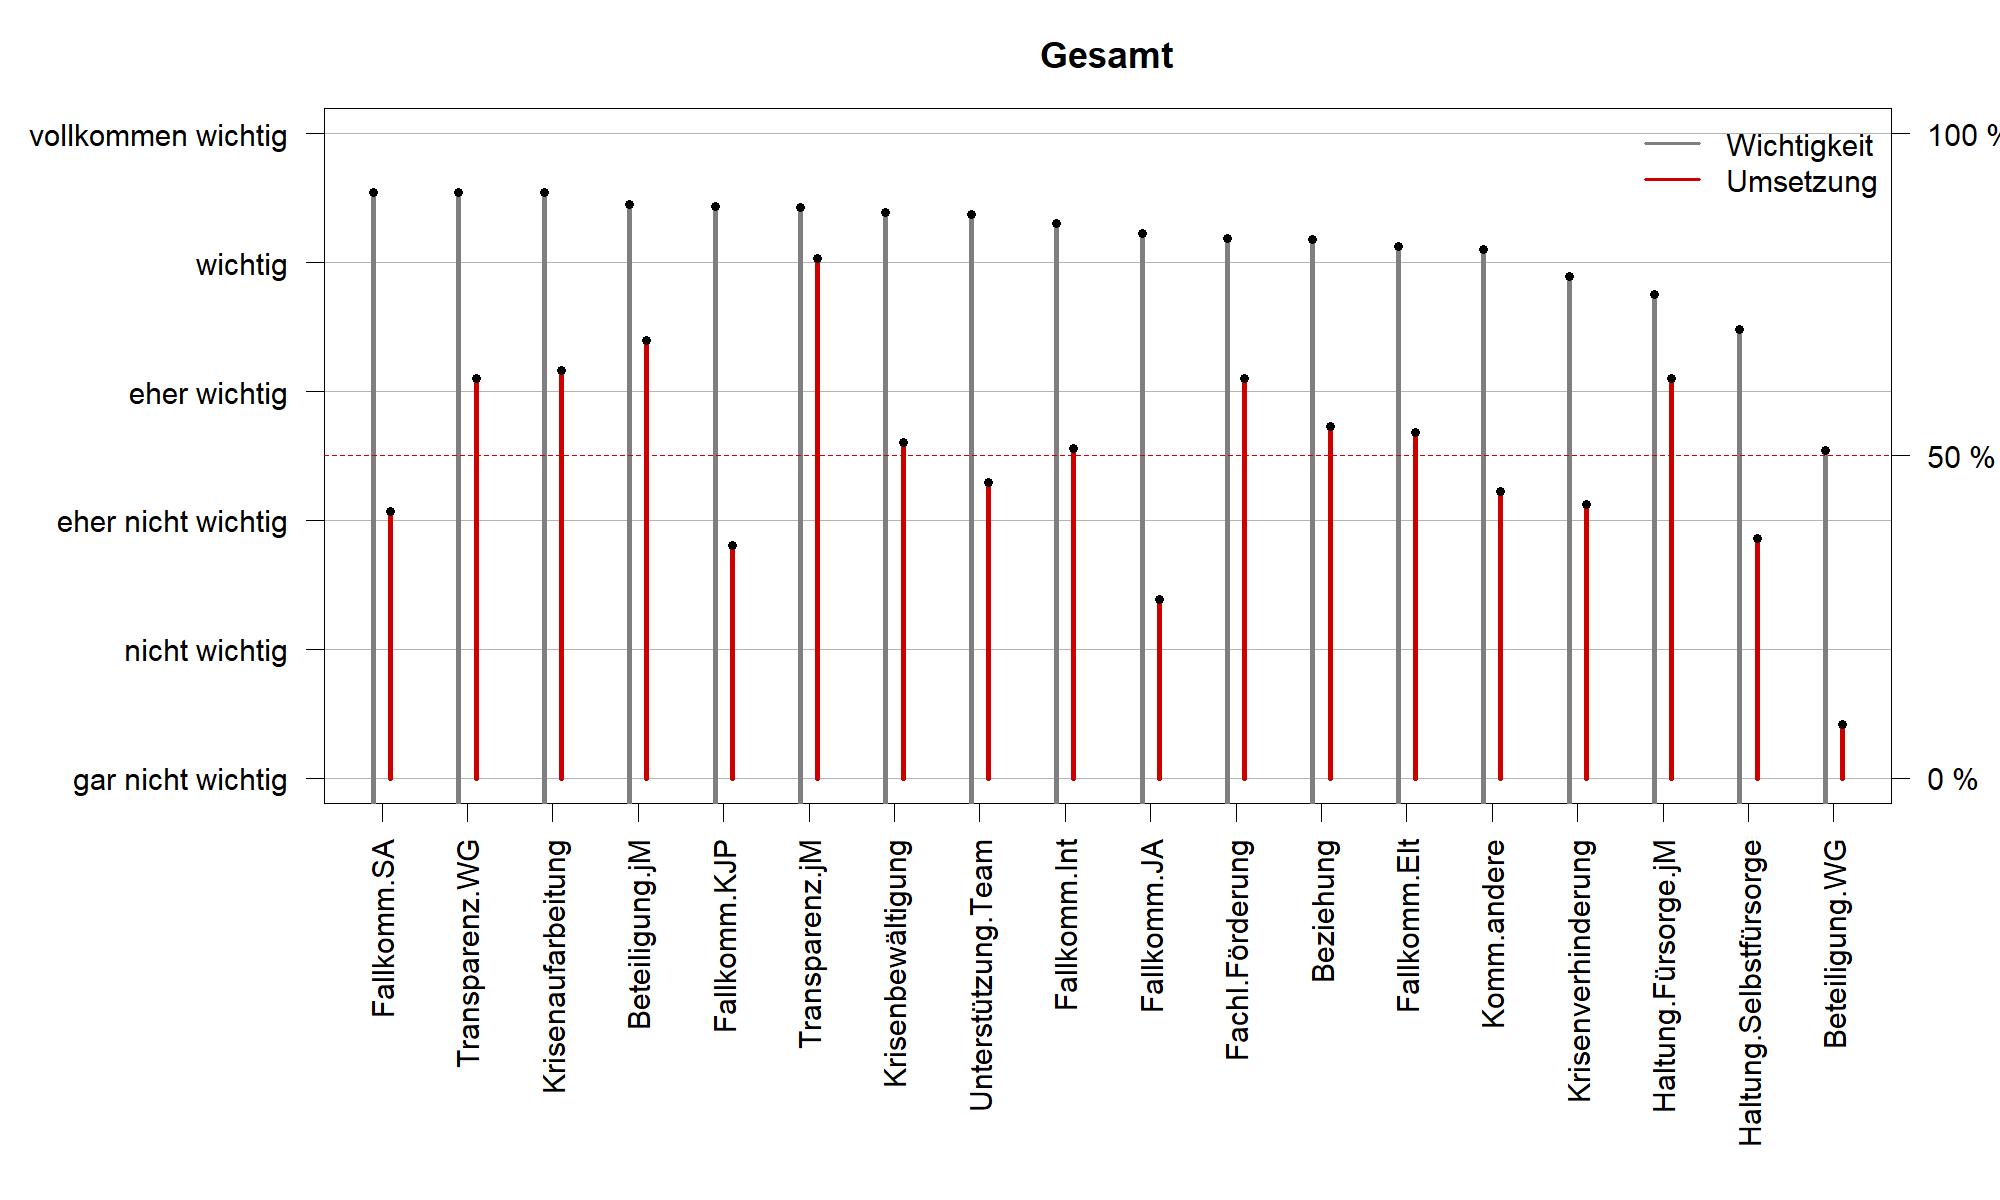 Gesamt
vollkommen wichtig
wichtig
eher wichtig
eher nicht wichtig
nicht wichtig
gar nicht wichtig
100 %
50 %
0 %
Wichtigkeit
Umsetzung
Fallkomm.SA
Transparenz.WG
Krisenaufarbeitung
Beteiligung.jM
Fallkomm.KJP
Transparenz.jM
Krisenbewältigung
Unterstützung.Team
Fallkomm.Int
Fallkomm.JA
Fachl.Förderung
Beziehung
Fallkomm.Elt
Komm.andere
Krisenverhinderung
Haltung.Fürsorge.jM
Haltung.Selbstfürsorge
Beteiligung.WG